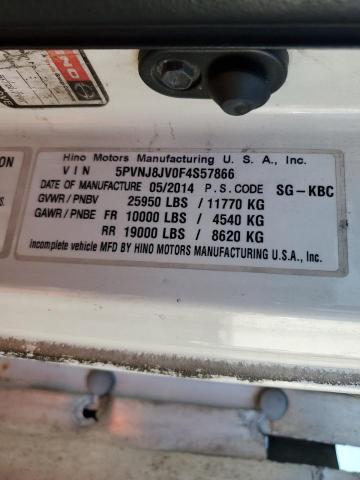 HINO
ION
Hino Motors Manufacturing U. S. A., Inc.
VIN 5PVNJ8JV0F4S57866
DATE OF MANUFACTURE 05/2014 P.S.CODE SG-KBC
GVWR / PNBV 25950 LBS / 11770 KG
GAWR / PNBE FR 10000 LBS / 4540 KG
RR 19000 LBS / 8620 KG
incomplete vehicle MFD BY HINO MOTORS MANUFACTURING U.S.A., Inc.